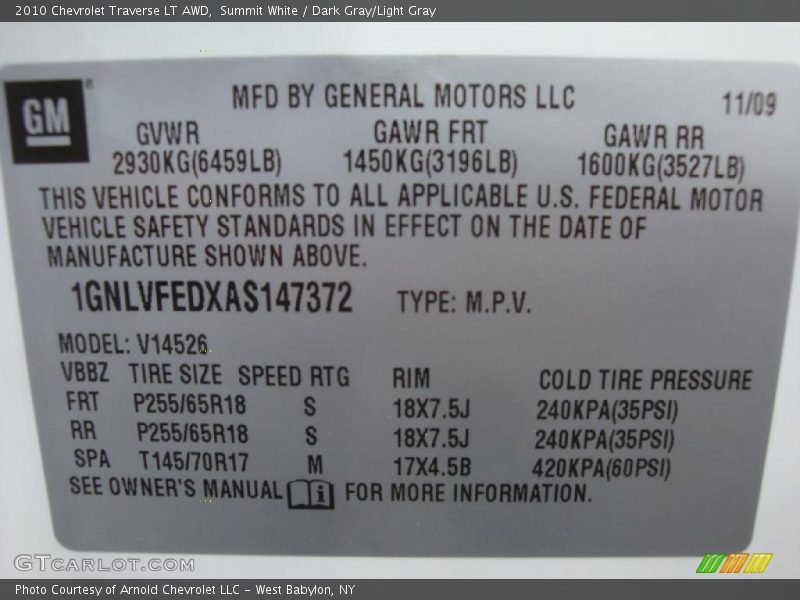 2010 Chevrolet Traverse LT AWD,  Summit White / Dark Gray/Light Gray
GM
MFD BY GENERAL MOTORS LLC
11/09
GVWR GAWR FRT GAWR RR
2930KG(6459LB) 1450KG(3196LB) 1600KG(3527LB)
THIS VEHICLE CONFORMS TO ALL APPLICABLE U.S. FEDERAL MOTOR
VEHICLE SAFETY STANDARDS IN EFFECT ON THE DATE OF
MANUFACTURE SHOWN ABOVE.
1GNLVFEDXAS147372 TYPE: M.P.V.
MODEL: V14526
VBBZ TIRE SIZE SPEED RTG RIM COLD TIRE PRESSURE
FRT P255/65R18 S 18X7.5J 240KPA(35PSI)
RR P255/65R18 S 18X7.5J 240KPA(35PSI)
SPA T145/70R17 M 17X4.5B 420KPA(60PSI)
SEE OWNER'S MANUAL i FOR MORE INFORMATION.
GTCARLOT.COM
Photo Courtesy of Arnold Chevrolet LLC - West Babylon, NY